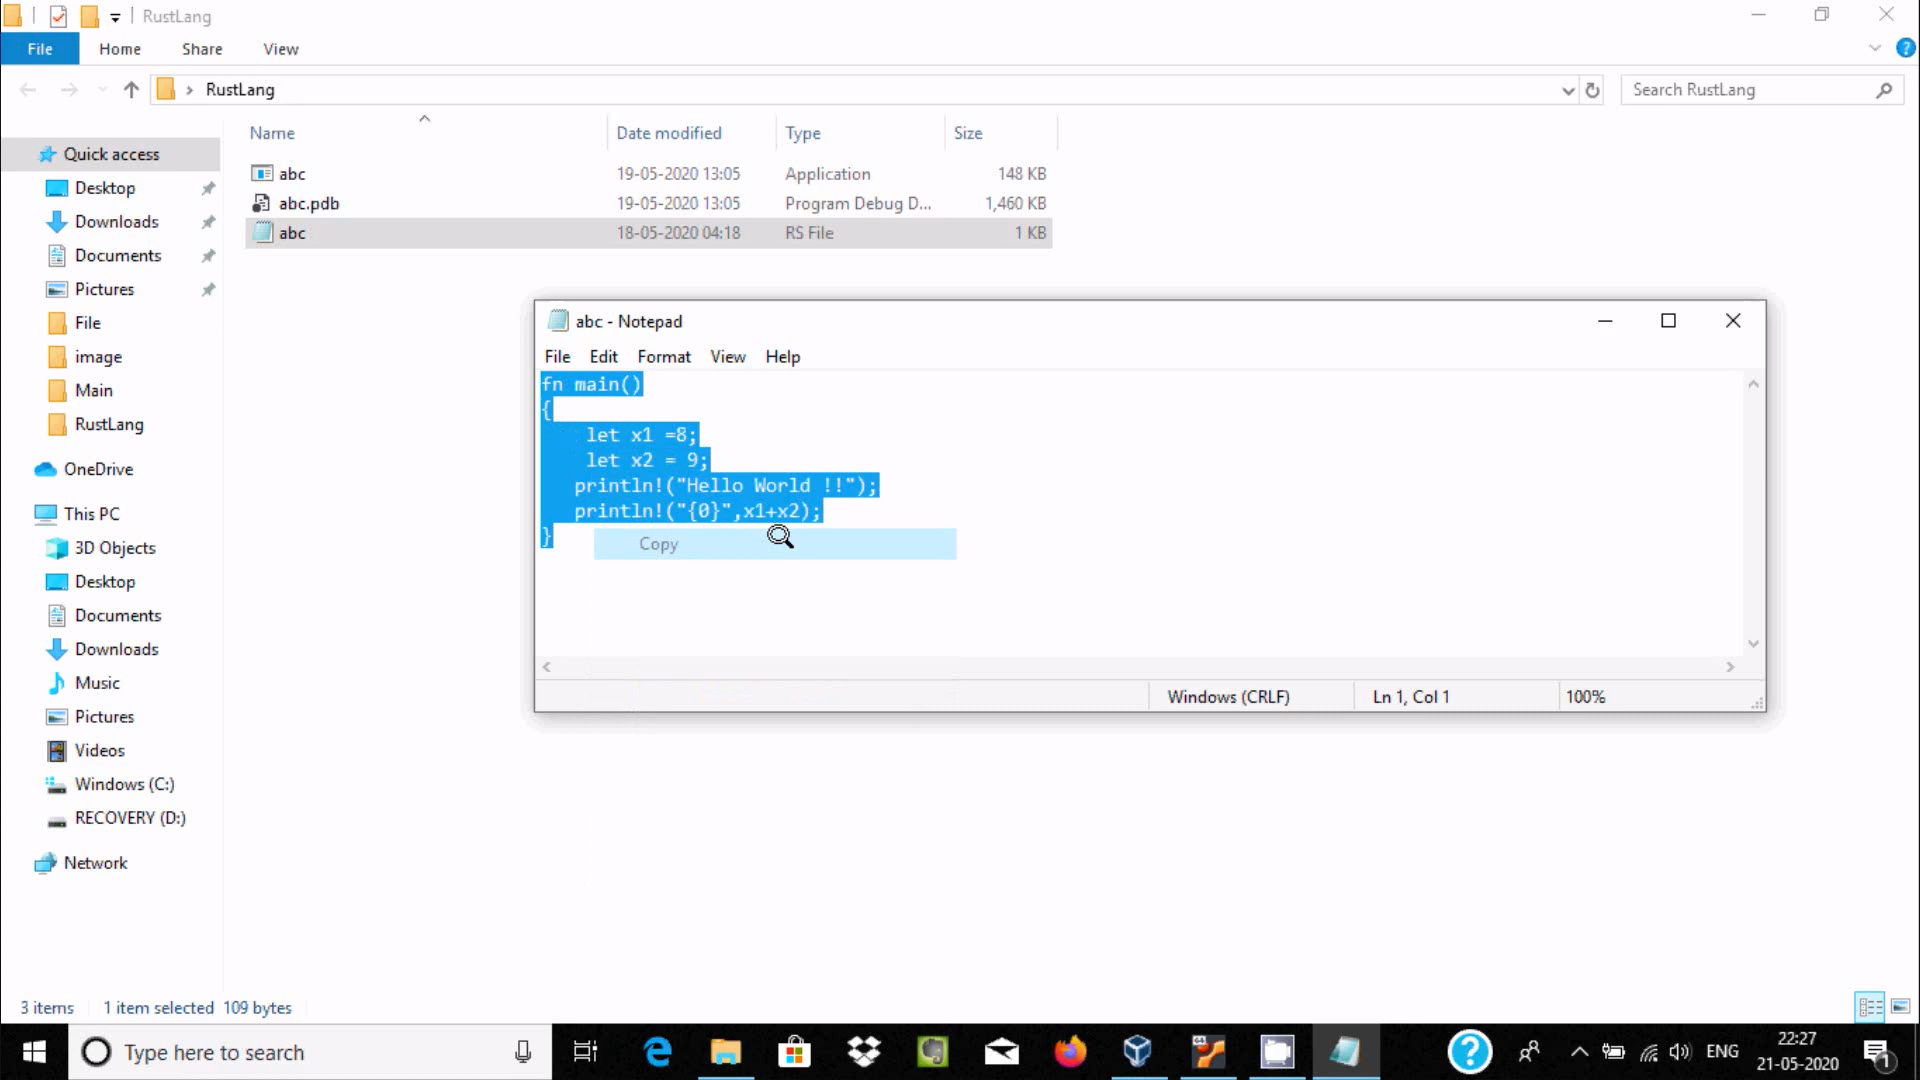 RustLang
File Home Share View
RustLang
Search RustLang
Name Date modified Type Size
abc 19-05-2020 13:05 Application 148 KB
abc.pdb 19-05-2020 13:05 Program Debug D... 1,460 KB
abc 18-05-2020 04:18 RS File 1 KB
Quick access
Desktop
Downloads
Documents
Pictures
File
image
Main
RustLang
OneDrive
This PC
3D Objects
Desktop
Documents
Downloads
Music
Pictures
Videos
Windows (C:)
RECOVERY (D:)
Network
abc - Notepad
File Edit Format View Help
fn main()
{
let x1 =8;
let x2 = 9;
println!("Hello World !!");
println!("{0}",x1+x2);
}
Copy
Windows (CRLF) Ln 1, Col 1 100%
3 items 1 item selected 109 bytes
Type here to search
ENG
22:27
21-05-2020
1